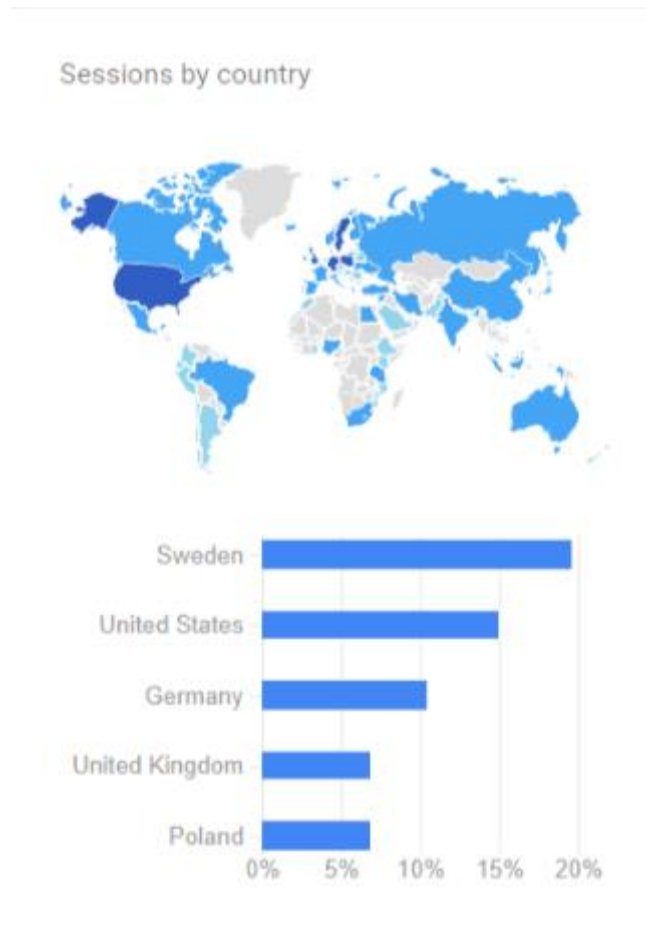 Sessions by country
Sweden
United States
Germany
United Kingdom
Poland
0% 5% 10% 15% 20%